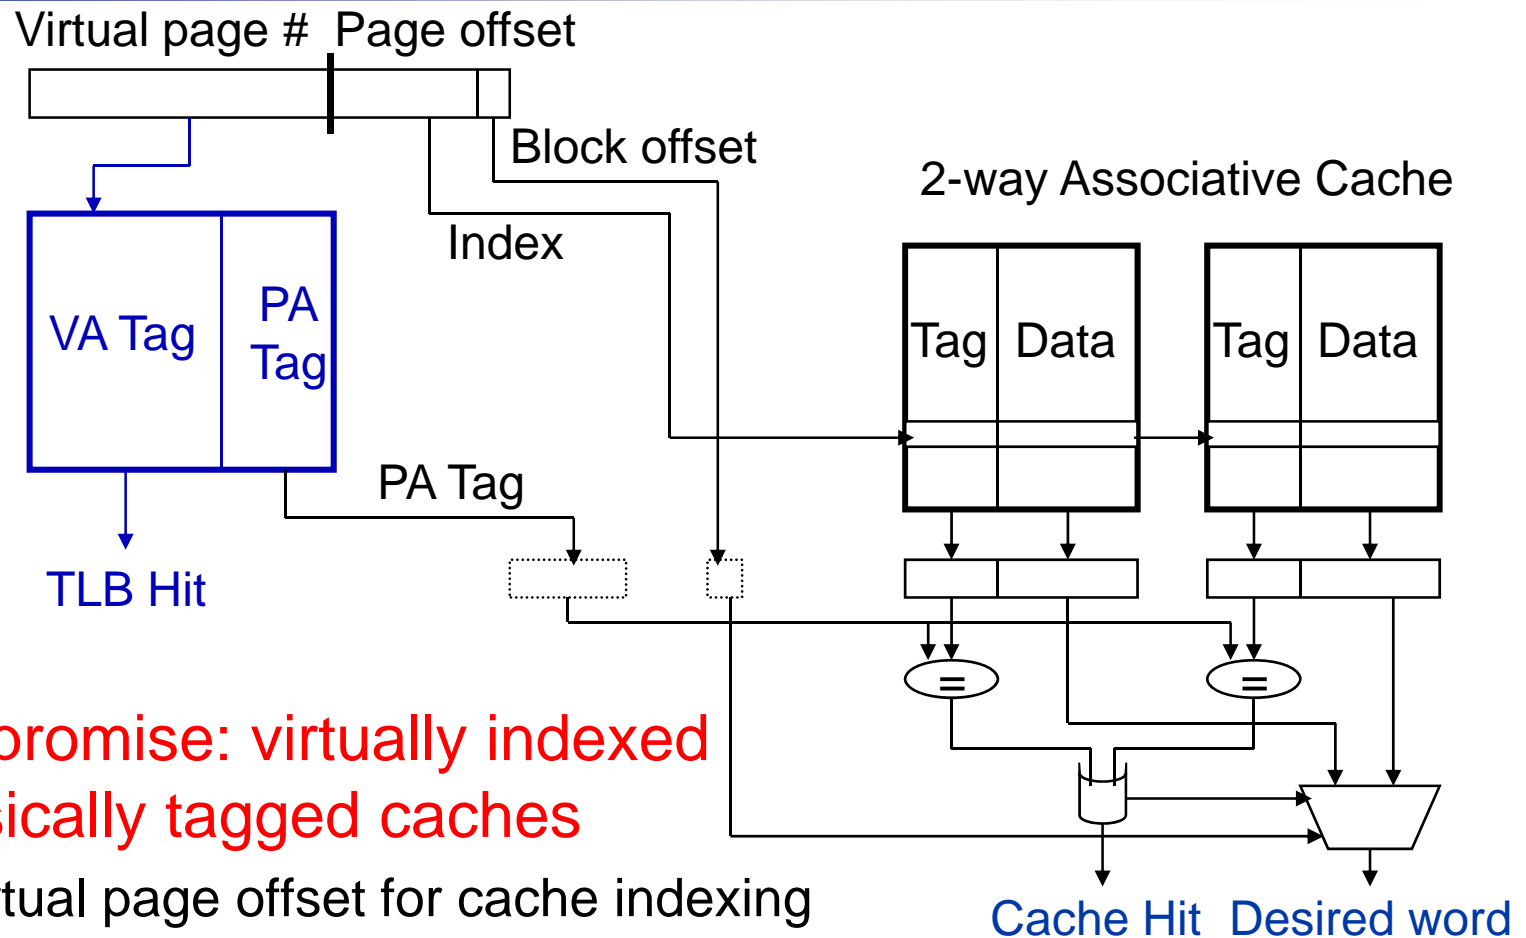 Virtual page # Page offset
Block offset
2-way Associative Cache
Index
VA Tag
PA
Tag
Tag Data
Tag Data
PA Tag
TLB Hit
=
=
promise: virtually indexed
sically tagged caches
tual page offset for cache indexing
Cache Hit Desired word